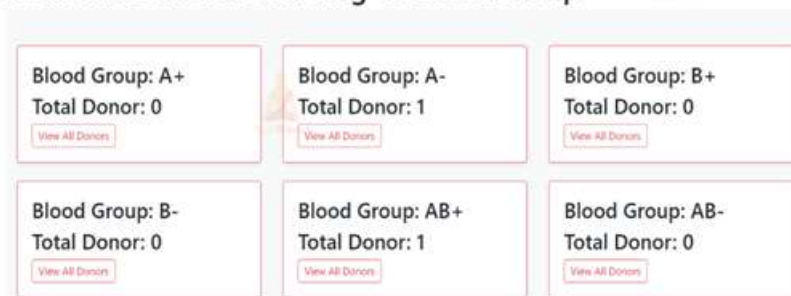 Blood Group: A+
Total Donor: 0
View All Donors
Blood Group: A-
Total Donor: 1
View All Donors
Blood Group: B+
Total Donor: 0
View All Donors
Blood Group: B-
Total Donor: 0
View All Donors
Blood Group: AB+
Total Donor: 1
View All Donors
Blood Group: AB-
Total Donor: 0
View All Donors